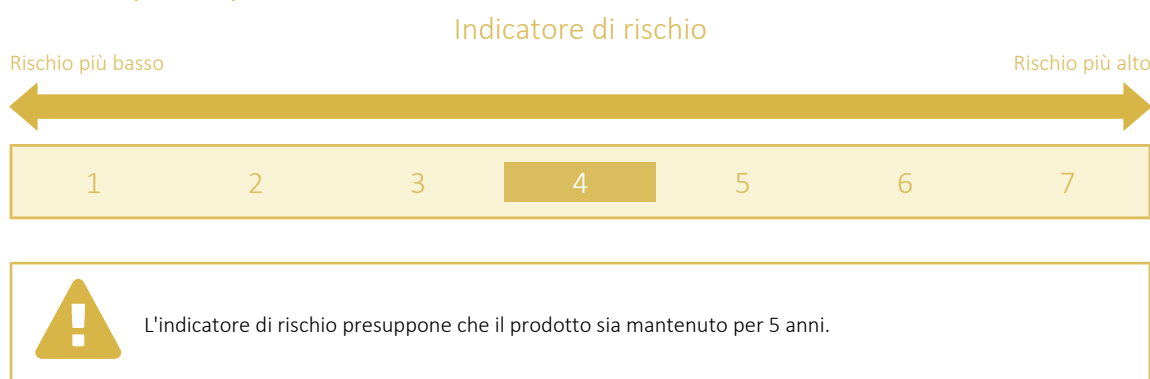 Indicatore di rischio
Rischio più basso Rischio più alto
1 2 3 4 5 6 7
L'indicatore di rischio presuppone che il prodotto sia mantenuto per 5 anni.